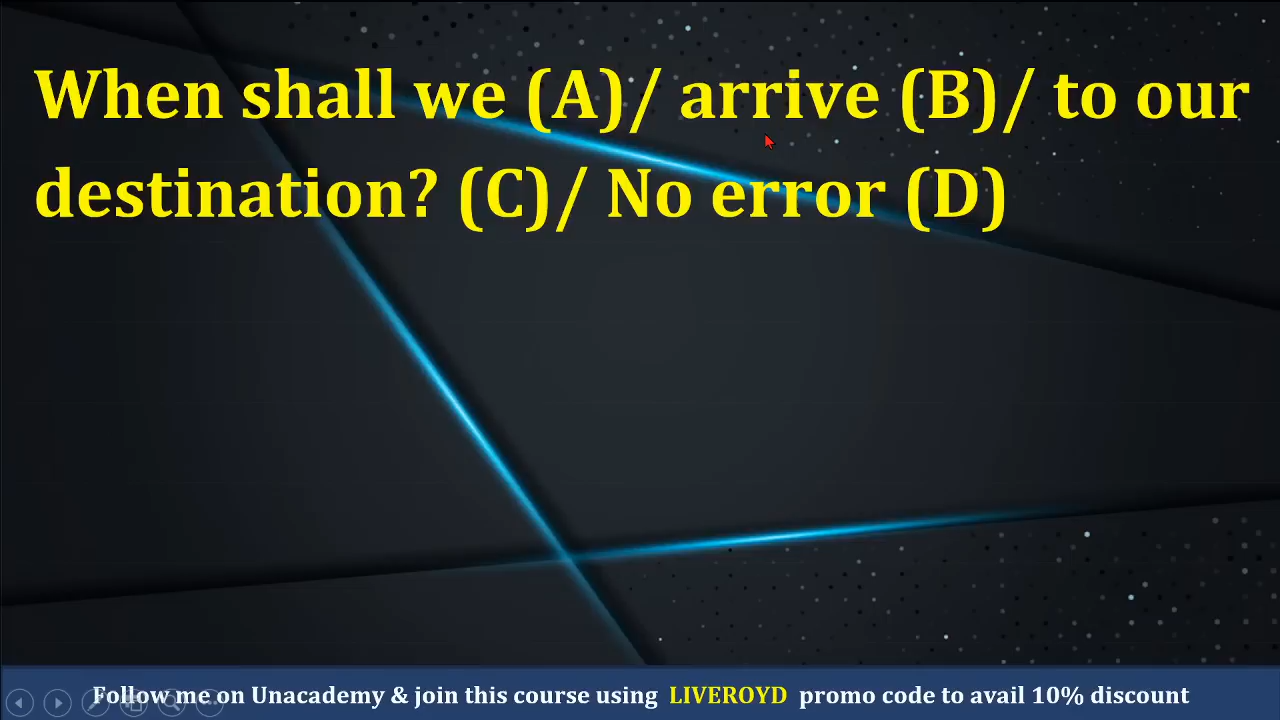 When shall we (A)/ arrive (B)/ to our
destination? (C)/ No error (D)
Follow me on Unacademy & join this course using LIVEROYD promo code to avail 10% discount